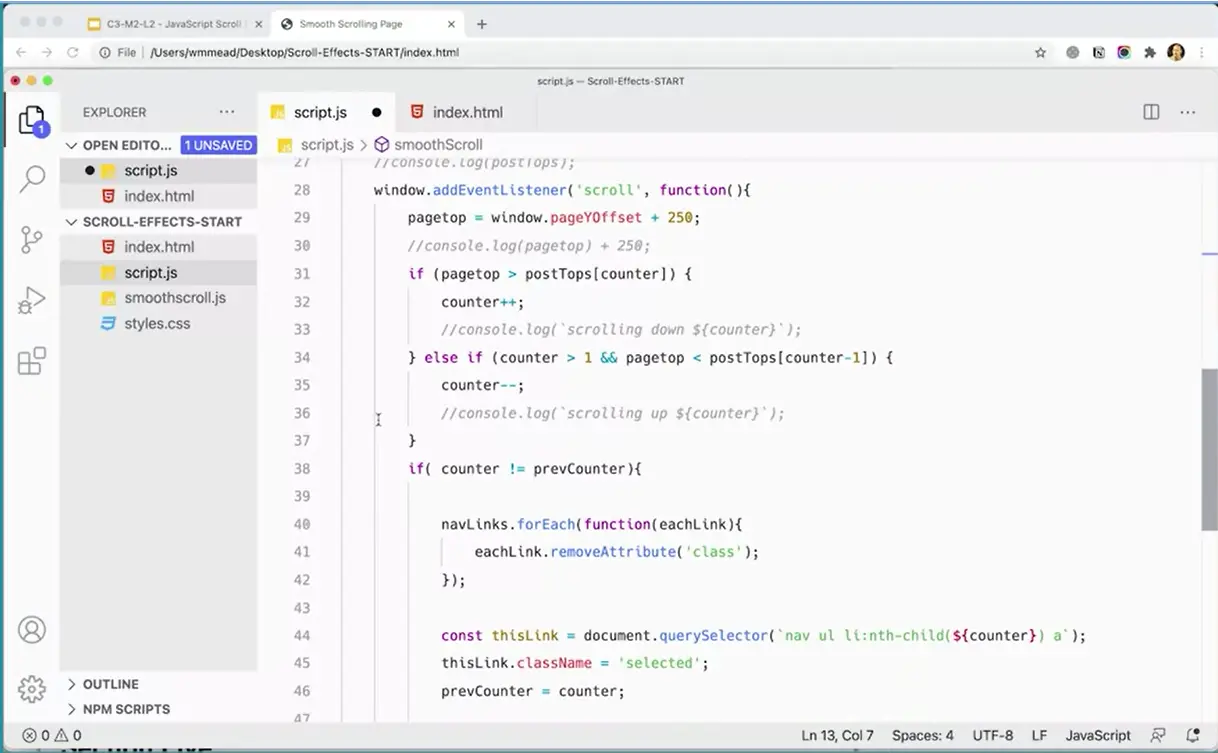 C3-M2-L2 - JavaScript Scroll
Smooth Scrolling Page
File /Users/wmmead/Desktop/Scroll-Effects-START/index.html
script.js — Scroll-Effects-START
1
EXPLORER
script.js
index.html
OPEN EDITO...
1 UNSAVED
script.js > smoothScroll
script.js
index.html
SCROLL-EFFECTS-START
index.html
script.js
smoothscroll.js
styles.css
OUTLINE
NPM SCRIPTS
27 //console.log(postTops);
28 window.addEventListener('scroll', function(){
29 pagetop = window.pageYOffset + 250;
30 //console.log(pagetop) + 250;
31 if (pagetop > postTops[counter]) {
32 counter++;
33 //console.log(`scrolling down ${counter}`);
34 } else if (counter > 1 && pagetop < postTops[counter-1]) {
35 counter--;
36 //console.log(`scrolling up ${counter}`);
37 }
38 if( counter != prevCounter){
39
40 navLinks.forEach(function(eachLink){
41 eachLink.removeAttribute('class');
42 });
43
44 const thisLink = document.querySelector(`nav ul li:nth-child(${counter}) a`);
45 thisLink.className = 'selected';
46 prevCounter = counter;
47
0 0
Ln 13, Col 7 Spaces: 4 UTF-8 LF JavaScript